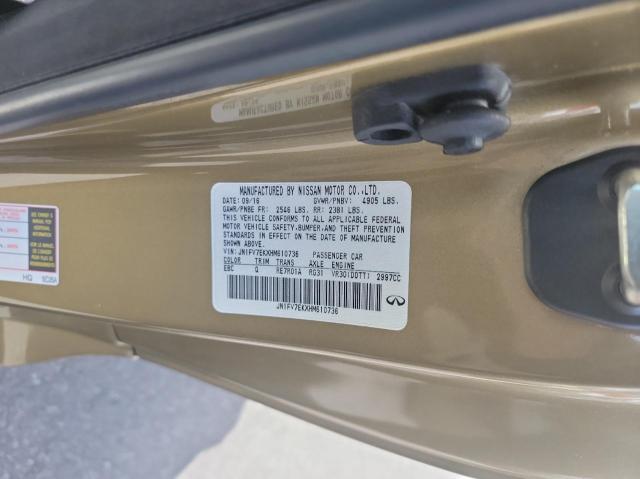 MANUFACTURED BY NISSAN MOTOR CO.,LTD.
DATE: 09/16 GVWR/PNBV: 4905 LBS.
GAWR/PNBE FR: 2546 LBS. RR: 2381 LBS.
THIS VEHICLE CONFORMS TO ALL APPLICABLE FEDERAL
MOTOR VEHICLE SAFETY,BUMPER,AND THEFT PREVENTION
STANDARDS IN EFFECT ON THE DATE OF MANUFACTURE
SHOWN ABOVE.
VIN: JN1FV7EKXHM610736 PASSENGER CAR
COLOR TRIM TRANS AXLE ENGINE
EBC Q RE7R01A RG31 VR30(DDTT) 2997CC
JN1FV7EKXHM610736
HQ 5CJ5A